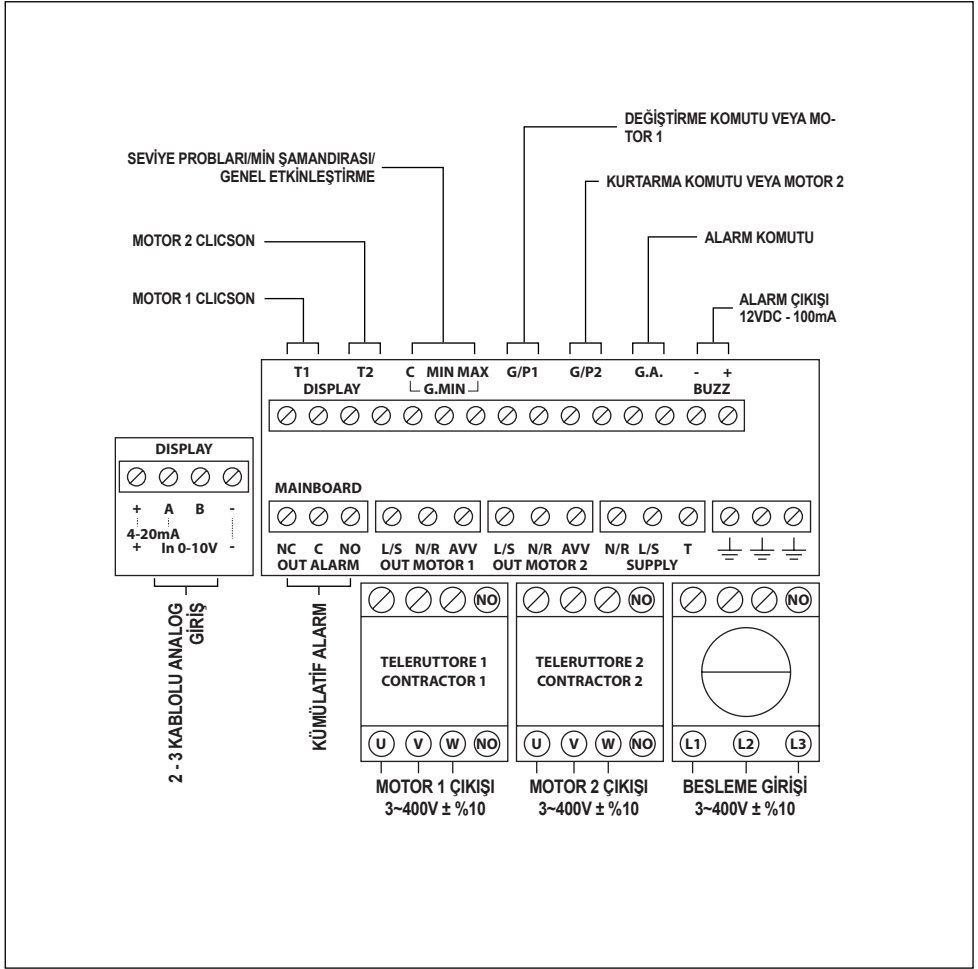 DEĞİŞTİRME KOMUTU VEYA MO-
TOR 1
SEVİYE PROBLARI/MİN ŞAMANDIRASI/
GENEL ETKİNLEŞTİRME
KURTARMA KOMUTU VEYA MOTOR 2
MOTOR 2 CLICSON
ALARM KOMUTU
MOTOR 1 CLICSON
ALARM ÇIKIŞI
12VDC - 100mA
T1 T2 C MIN MAX G/P1 G/P2 G.A. - +
DISPLAY G.MIN BUZZ
DISPLAY
+ A B -
4-20mA
+ In 0-10V -
2 - 3 KABLOLU ANALOG
GİRİŞ
MAINBOARD
NC C NO L/S N/R AVV L/S N/R AVV N/R L/S T
OUT ALARM OUT MOTOR 1 OUT MOTOR 2 SUPPLY
KÜMÜLATİF ALARM
NO NO NO
TELERUTTORE 1
CONTRACTOR 1
TELERUTTORE 2
CONTRACTOR 2
U V W NO U V W NO L1 L2 L3
MOTOR 1 ÇIKIŞI
3~400V ± %10
MOTOR 2 ÇIKIŞI
3~400V ± %10
BESLEME GİRİŞİ
3~400V ± %10